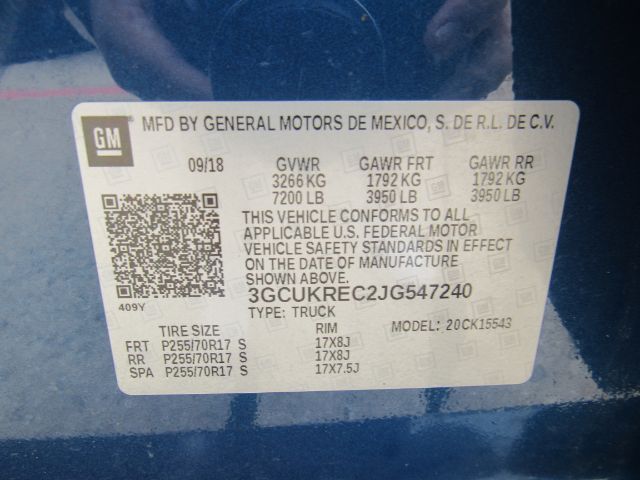 GM MFD BY GENERAL MOTORS DE MEXICO, S. DE R.L. DE C.V.
09/18 GVWR GAWR FRT GAWR RR
3266 KG 1792 KG 1792 KG
7200 LB 3950 LB 3950 LB
THIS VEHICLE CONFORMS TO ALL
APPLICABLE U.S. FEDERAL MOTOR
VEHICLE SAFETY STANDARDS IN EFFECT
ON THE DATE OF MANUFACTURE
SHOWN ABOVE.
3GCUKREC2JG547240
409Y TYPE: TRUCK MODEL: 20CK15543
TIRE SIZE RIM
FRT P255/70R17 S 17X8J
RR P255/70R17 S 17X8J
SPA P255/70R17 S 17X7.5J